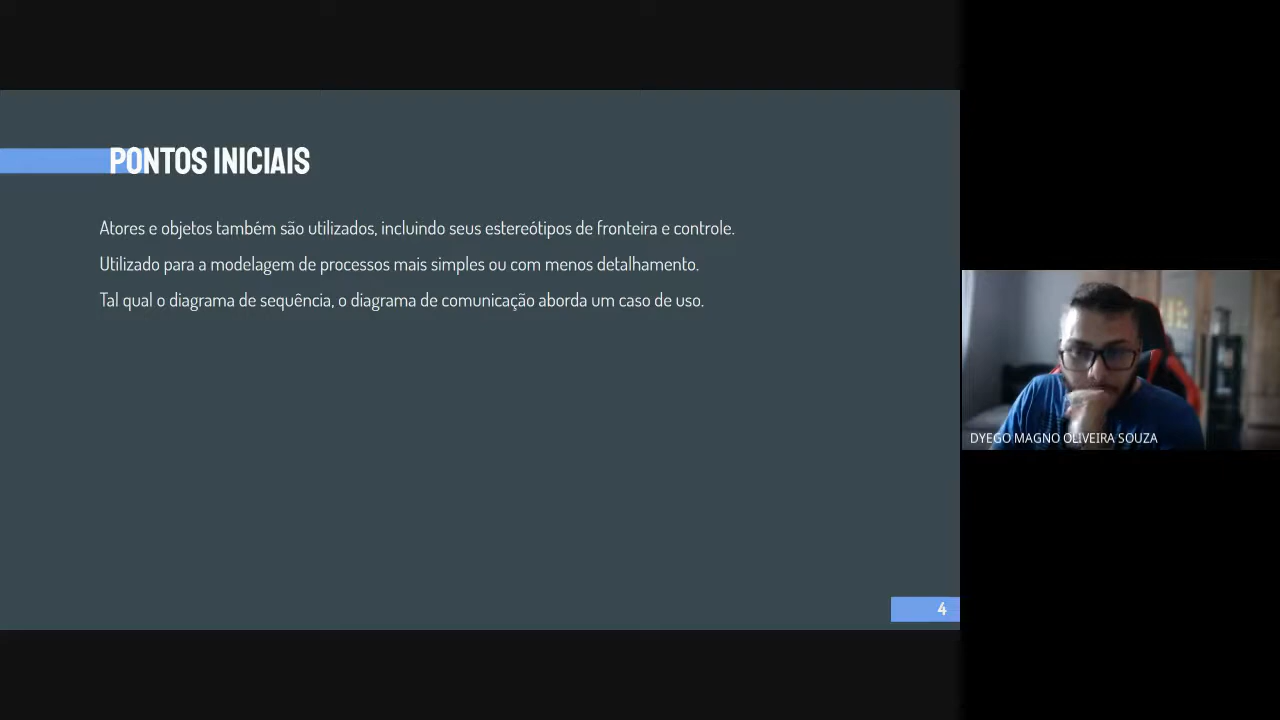 PONTOS INICIAIS
Atores e objetos também são utilizados, incluindo seus estereótipos de fronteira e controle.
Utilizado para a modelagem de processos mais simples ou com menos detalhamento.
Tal qual o diagrama de sequência, o diagrama de comunicação aborda um caso de uso.
4
DYEGO MAGNO OLIVEIRA SOUZA